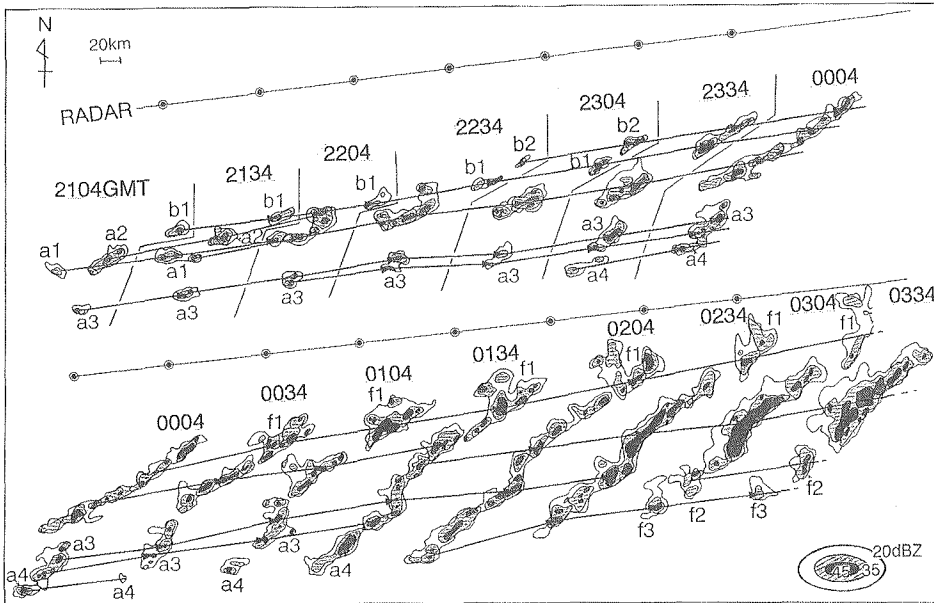 N
20km
RADAR
2104GMT 2134 2204 2234 2304 2334 0004
b1 b1 b1 b1 b2 b1 b2
a1 a2 a1 a2
a3 a3 a3 a3 a3 a3 a3
a4 a4
0004 0034 0104 0134 0204 0234 0304 0334
f1 f1 f1 f1 f1 f1
a3 a3 a3
a4 a4 a4 a4
f3 f2 f3 f2
20dBZ
45 35